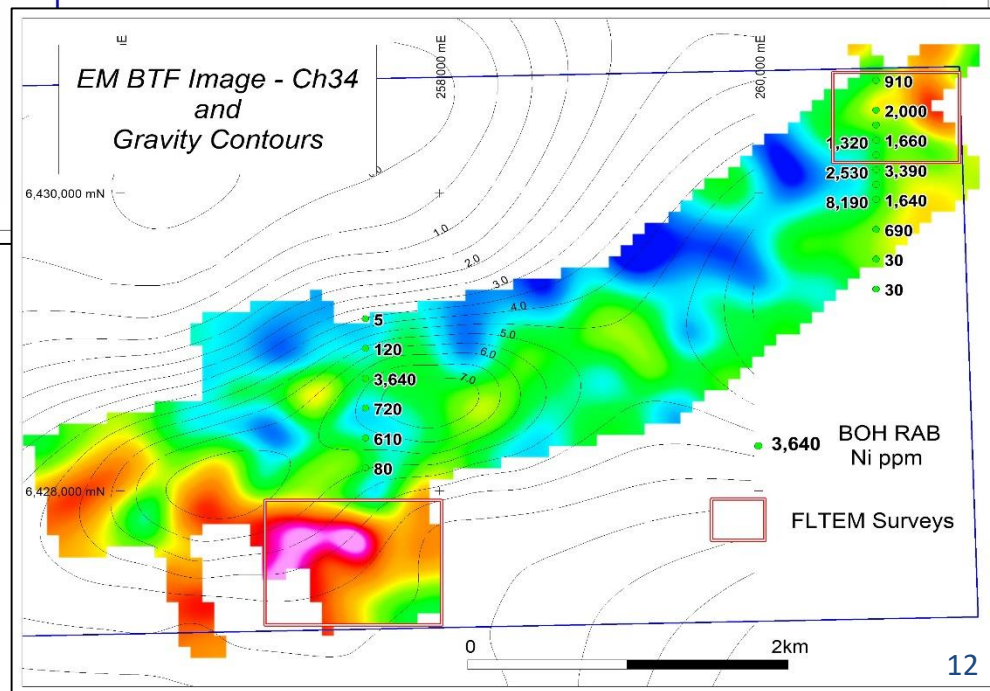 EM BTF Image - Ch34
and
Gravity Contours
258,000 mE
260,000 mE
6,430,000 mN
6,428,000 mN
1.0
2.0
3.0
4.0
5.0
6.0
7.0
910
2,000
1,320 1,660
2,530 3,390
8,190 1,640
690
30
30
5
120
3,640
720
610
80
3,640 BOH RAB
Ni ppm
FLTEM Surveys
0 2km
12